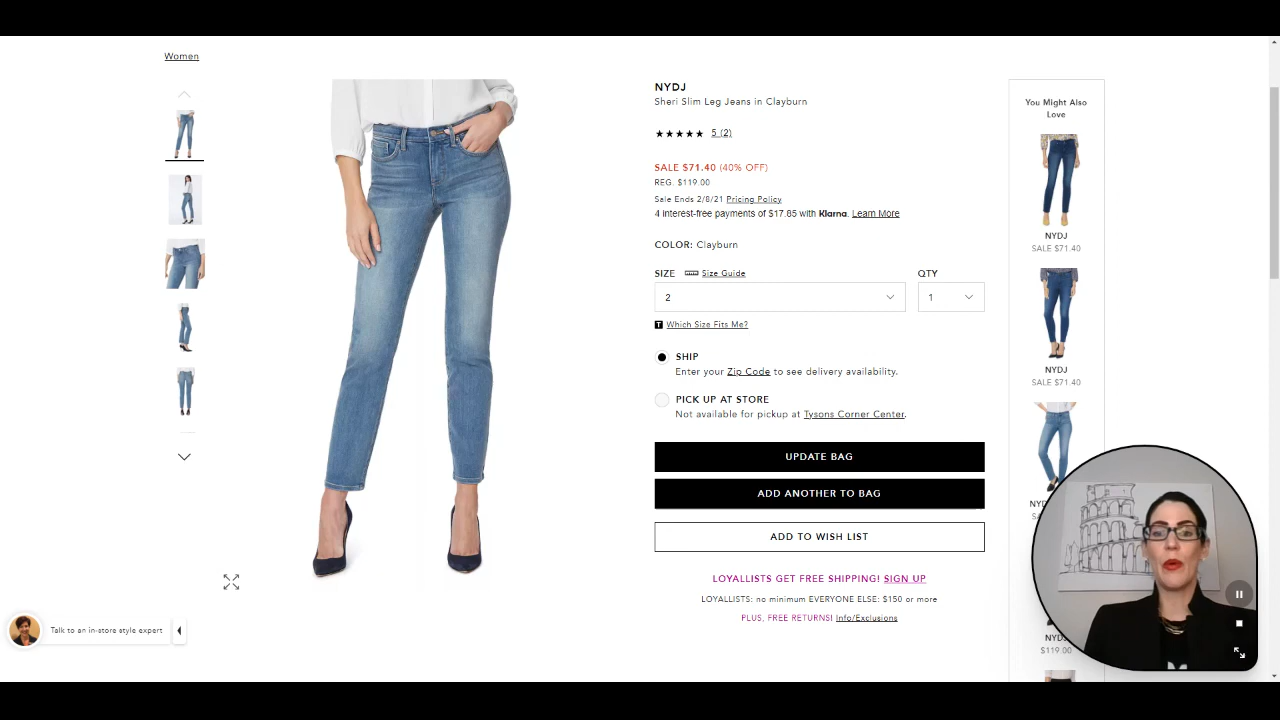 Women
NYDJ
Sheri Slim Leg Jeans in Clayburn
5 (2)
SALE $71.40 (40% OFF)
REG. $119.00
Sale Ends 2/8/21 Pricing Policy
4 interest-free payments of $17.85 with Klarna. Learn More
COLOR: Clayburn
SIZE Size Guide QTY
2 1
T Which Size Fits Me?
SHIP
Enter your Zip Code to see delivery availability.
PICK UP AT STORE
Not available for pickup at Tysons Corner Center.
UPDATE BAG
ADD ANOTHER TO BAG
ADD TO WISH LIST
LOYALLISTS GET FREE SHIPPING! SIGN UP
LOYALLISTS: no minimum EVERYONE ELSE: $150 or more
PLUS, FREE RETURNS! Info/Exclusions
You Might Also
Love
NYDJ
SALE $71.40
NYDJ
SALE $71.40
$119.00
Talk to an in-store style expert